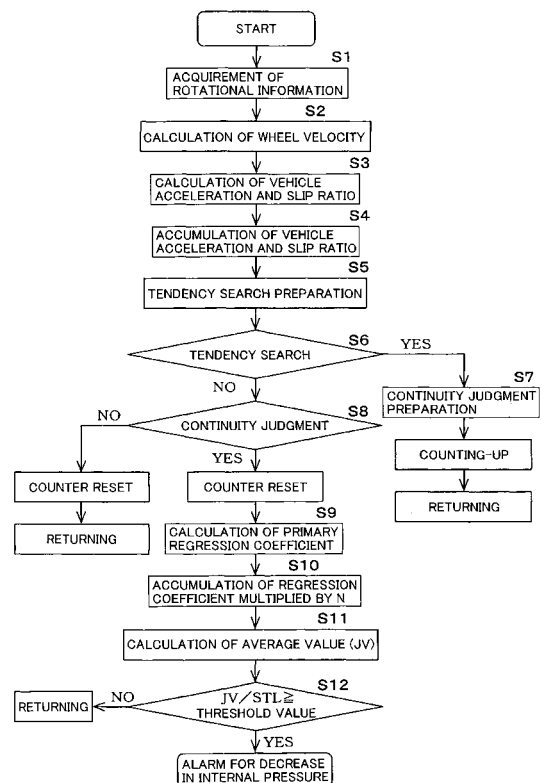 START
S1
ACQUIREMENT OF
ROTATIONAL INFORMATION
S2
CALCULATION OF WHEEL VELOCITY
S3
CALCULATION OF VEHICLE
ACCELERATION AND SLIP RATIO
S4
ACCUMULATION OF VEHICLE
ACCELERATION AND SLIP RATIO
S5
TENDENCY SEARCH PREPARATION
S6
TENDENCY SEARCH
YES
S7
CONTINUITY JUDGMENT
PREPARATION
COUNTING-UP
RETURNING
NO
S8
CONTINUITY JUDGMENT
NO
COUNTER RESET
RETURNING
YES
COUNTER RESET
S9
CALCULATION OF PRIMARY
REGRESSION COEFFICIENT
S10
ACCUMULATION OF REGRESSION
COEFFICIENT MULTIPLIED BY N
S11
CALCULATION OF AVERAGE VALUE (JV)
S12
JV/STL≧
THRESHOLD VALUE
NO
RETURNING
YES
ALARM FOR DECREASE
IN INTERNAL PRESSURE